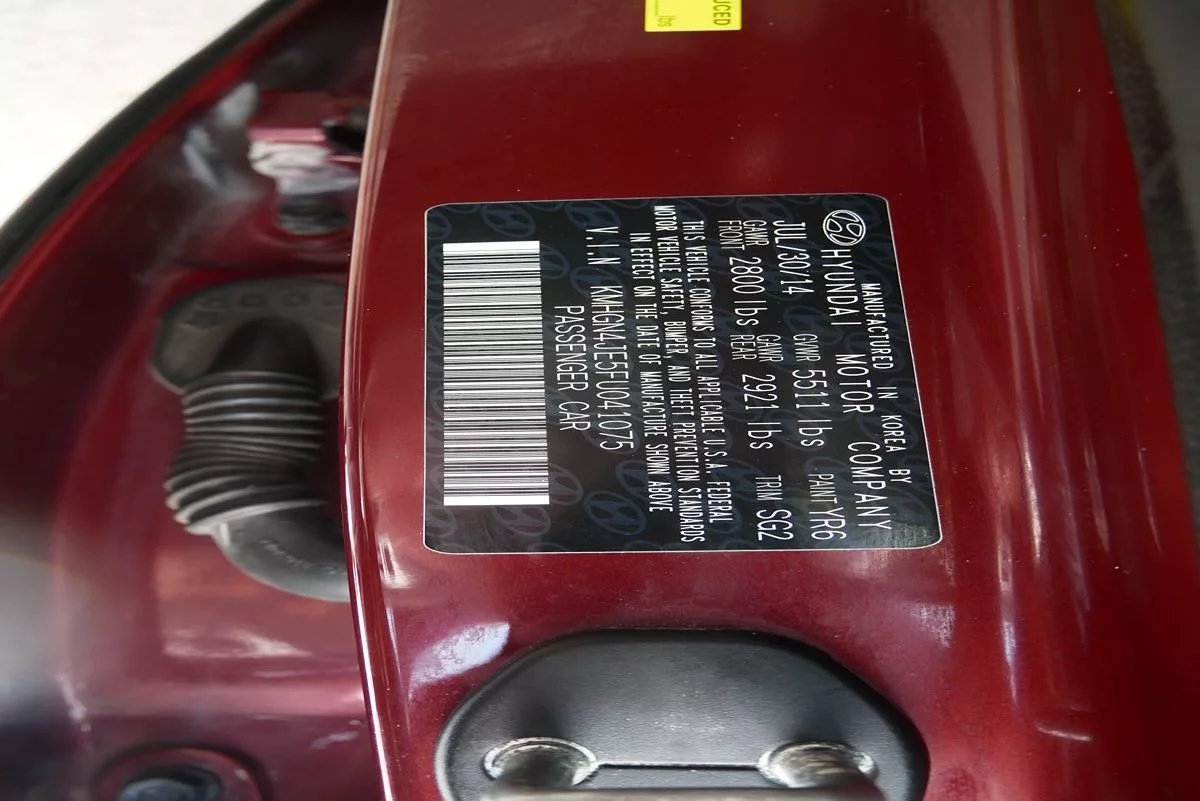 UCED
lbs
MANUFACTURED IN KOREA BY
HYUNDAI MOTOR COMPANY
JUL/30/14 GVWR 5511 lbs PAINT YR6
GAWR FRONT 2800 lbs GAWR REAR 2921 lbs TRIM SG2
THIS VEHICLE CONFORMS TO ALL APPLICABLE U.S.A. FEDERAL
MOTOR VEHICLE SAFETY, BUMPER, AND THEFT PREVENTION STANDARDS
IN EFFECT ON THE DATE OF MANUFACTURE SHOWN ABOVE
V.I.N KMHGN4JE5FU041075
PASSENGER CAR